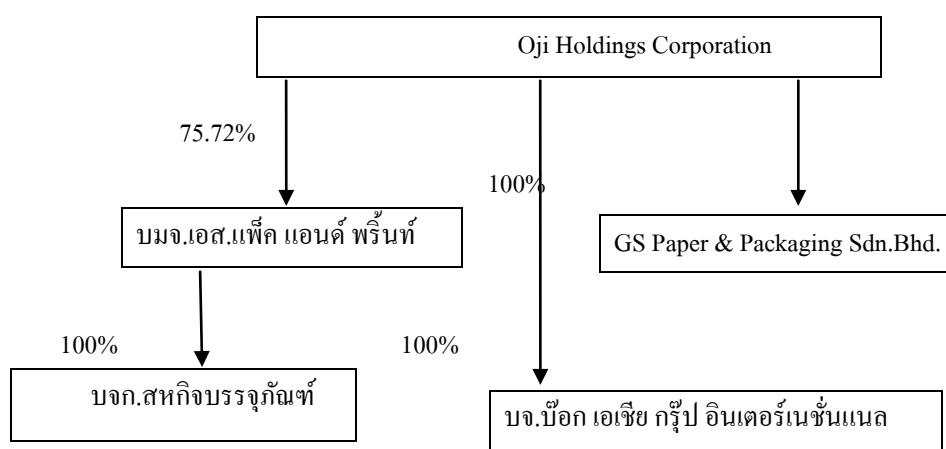 Oji Holdings Corporation
75.72%
100%
บมจ.เอส.แพ็ค แอนด์ พริ้นท์
GS Paper & Packaging Sdn.Bhd.
100%
100%
บจก.สหกิจบรรจุภัณฑ์
บจ.บ๊อก เอเชีย กรุ๊ป อินเตอร์เนชั่นแนล